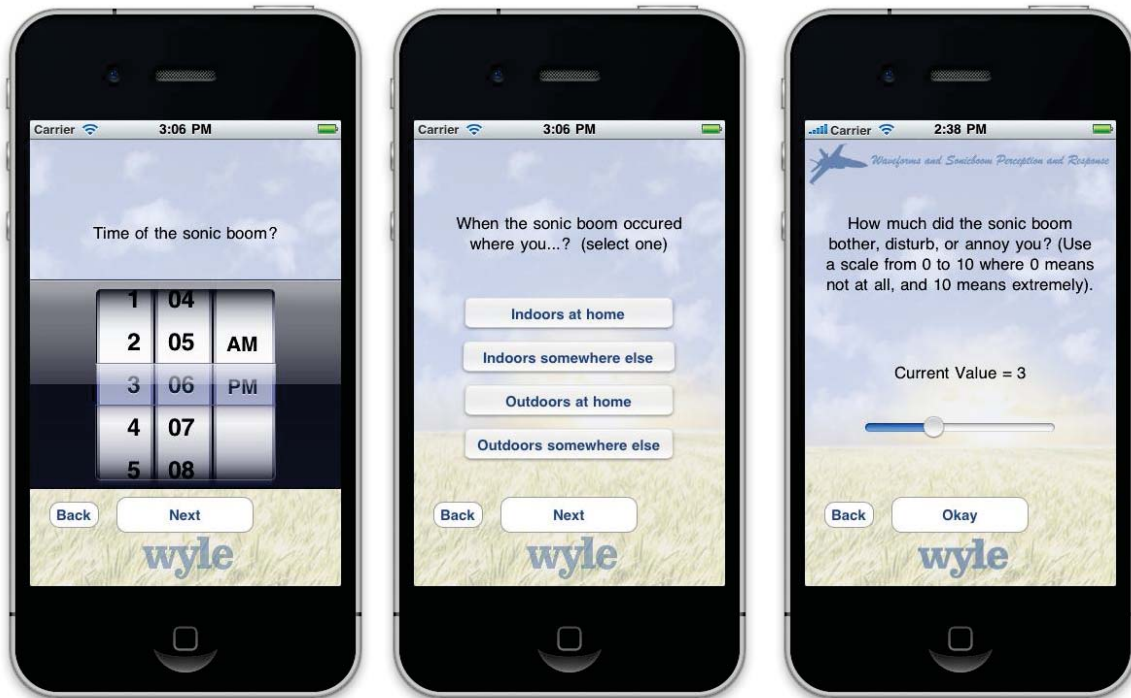 Carrier 3:06 PM
Time of the sonic boom?
1 04
2 05 AM
3 06 PM
4 07
5 08
Back Next
wyle
Carrier 3:06 PM
When the sonic boom occured
where you...? (select one)
Indoors at home
Indoors somewhere else
Outdoors at home
Outdoors somewhere else
Back Next
wyle
Carrier 2:38 PM
Waveforms and Sonicboom Perception and Response
How much did the sonic boom
bother, disturb, or annoy you? (Use
a scale from 0 to 10 where 0 means
not at all, and 10 means extremely).
Current Value = 3
Back Okay
wyle